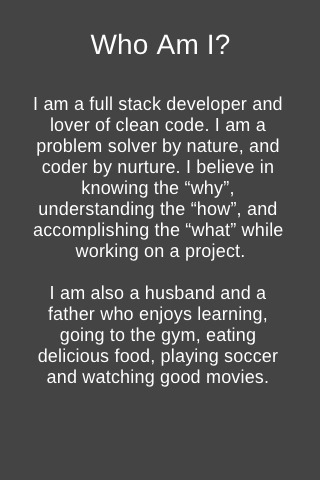 Who Am I?
I am a full stack developer and
lover of clean code. I am a
problem solver by nature, and
coder by nurture. I believe in
knowing the “why”,
understanding the “how”, and
accomplishing the “what” while
working on a project.
I am also a husband and a
father who enjoys learning,
going to the gym, eating
delicious food, playing soccer
and watching good movies.